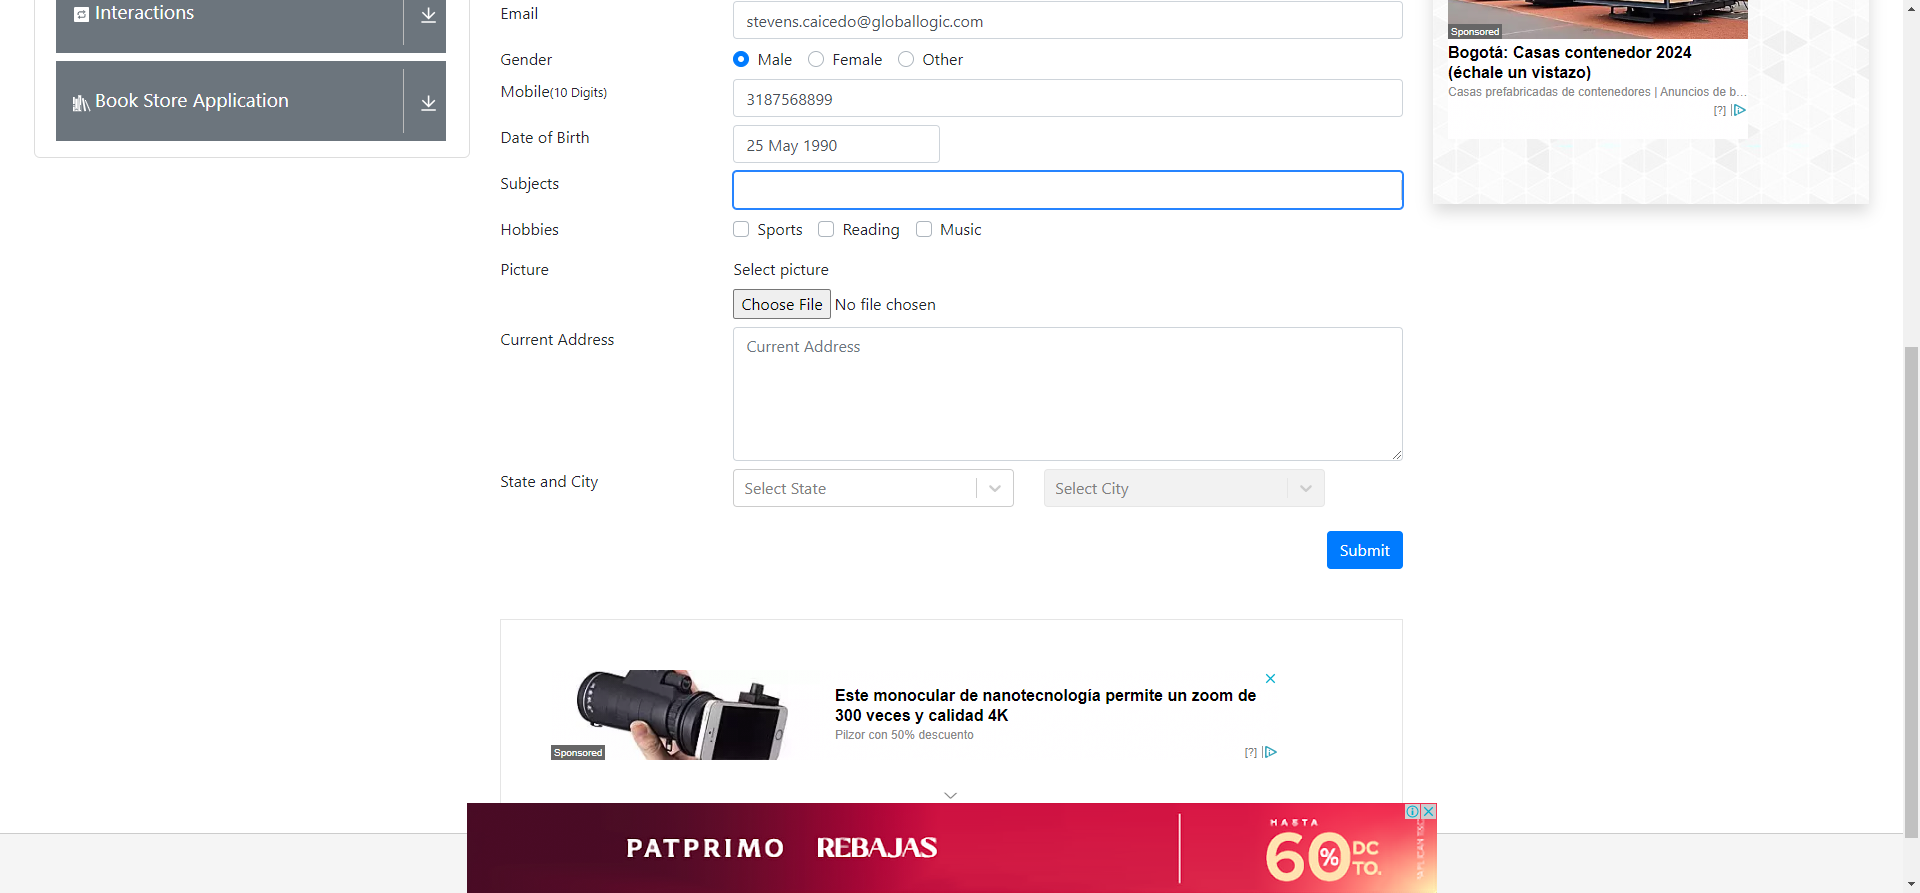 Interactions
Book Store Application
Email
stevens.caicedo@globallogic.com
Gender
Male Female Other
Mobile(10 Digits)
3187568899
Date of Birth
25 May 1990
Subjects
Hobbies
Sports Reading Music
Picture
Select picture
Choose File No file chosen
Current Address
Current Address
State and City
Select State
Select City
Submit
Sponsored
Bogotá: Casas contenedor 2024
(échale un vistazo)
Casas prefabricadas de contenedores | Anuncios de b...
[?]
Este monocular de nanotecnología permite un zoom de
300 veces y calidad 4K
Pilzor con 50% descuento
Sponsored
[?]
PATPRIMO REBAJAS
HASTA
60% DC
TO.